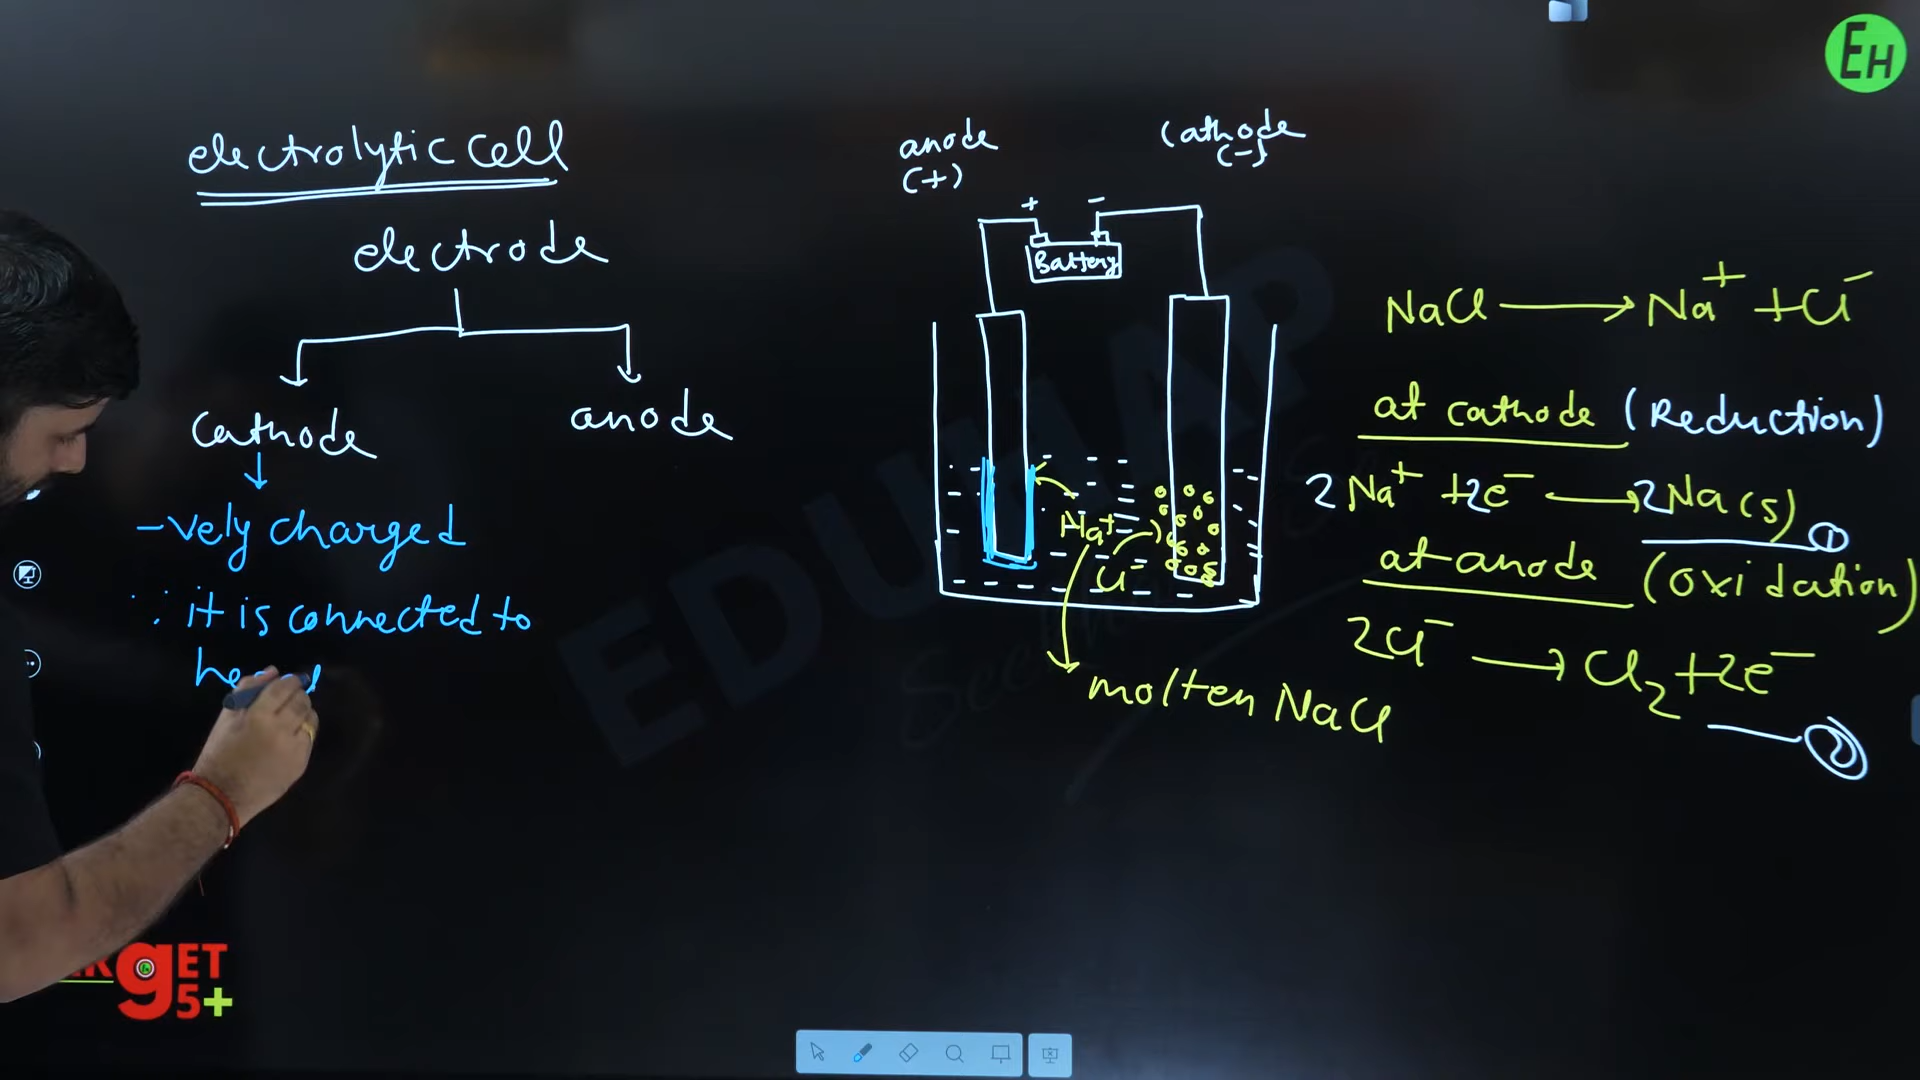 EH
electrolytic cell
electrode
cathode
anode
-vely charged
∵ it is connected to
anode
(+)
cathode
(-)
+ -
Battery
Na⁺
Cl⁻
molten NaCl
NaCl ⟶ Na⁺ + Cl⁻
at cathode (Reduction)
2Na⁺ + 2e⁻ ⟶ 2Na(s) ①
at anode (oxidation)
2Cl⁻ ⟶ Cl₂ + 2e⁻
②
gET
5+